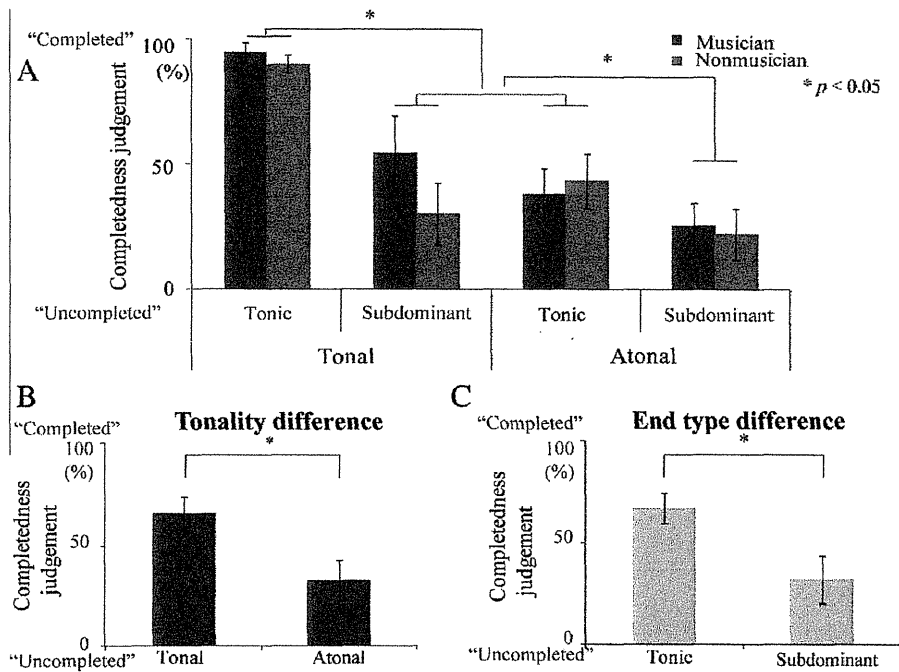 "Completed"
A
100
(%)
50
0
Completedness judgement
"Uncompleted"
*
*
Musician
Nonmusician
* p < 0.05
Tonic
Subdominant
Tonic
Subdominant
Tonal
Atonal
B
Tonality difference
"Completed"
100
(%)
50
0
Completedness
judgement
*
"Uncompleted"
Tonal
Atonal
C
End type difference
"Completed"
100
(%)
50
0
Completedness
judgement
*
"Uncompleted"
Tonic
Subdominant